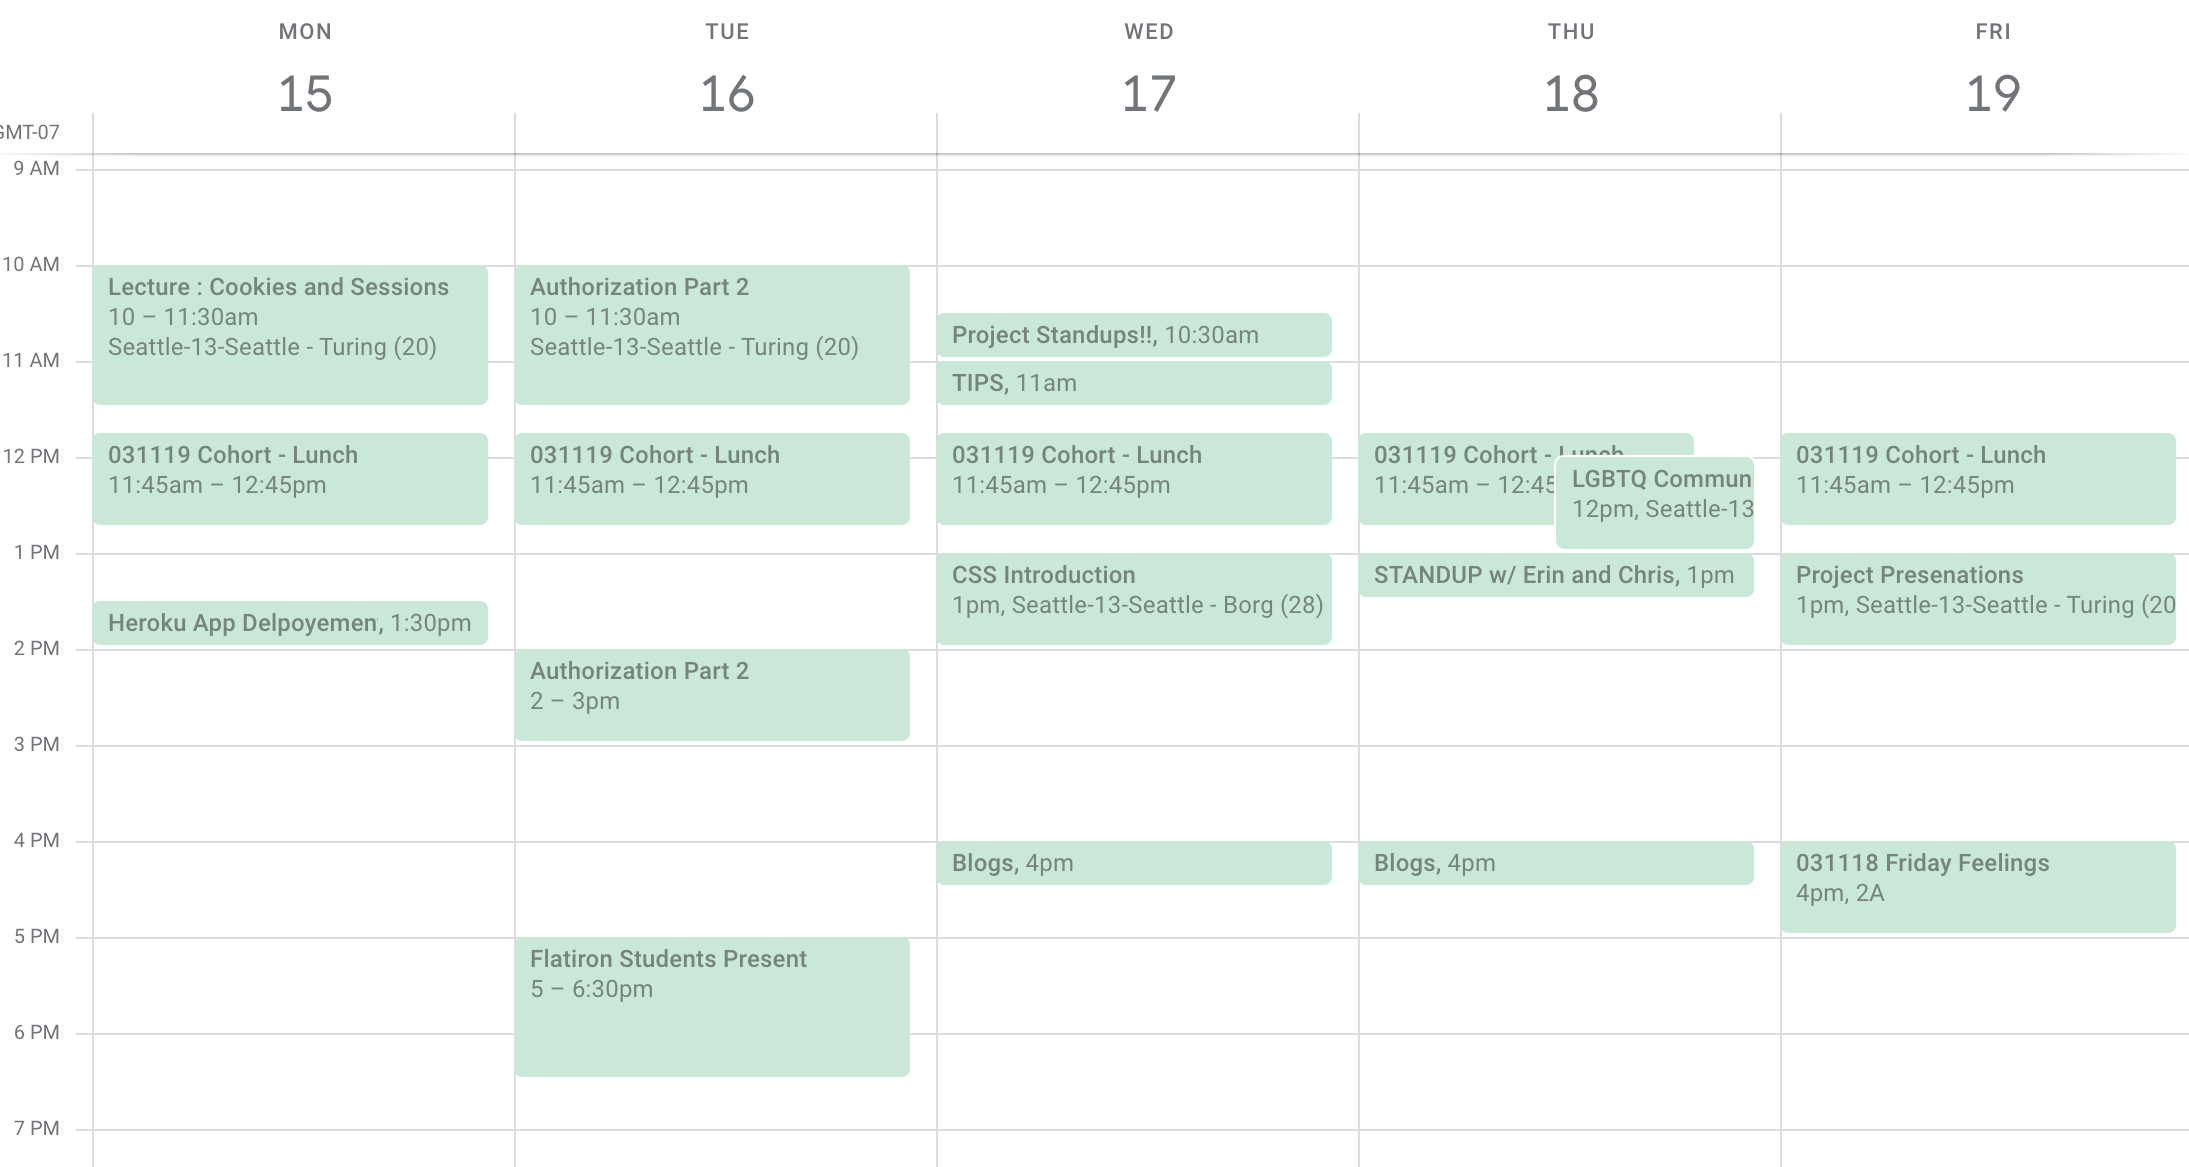 MON
TUE
WED
THU
FRI
15
16
17
18
19
GMT-07
9 AM
10 AM
11 AM
12 PM
1 PM
2 PM
3 PM
4 PM
5 PM
6 PM
7 PM
Lecture : Cookies and Sessions
10 – 11:30am
Seattle-13-Seattle - Turing (20)
031119 Cohort - Lunch
11:45am – 12:45pm
Heroku App Delpoyemen, 1:30pm
Authorization Part 2
10 – 11:30am
Seattle-13-Seattle - Turing (20)
031119 Cohort - Lunch
11:45am – 12:45pm
Authorization Part 2
2 – 3pm
Flatiron Students Present
5 – 6:30pm
Project Standups!!, 10:30am
TIPS, 11am
031119 Cohort - Lunch
11:45am – 12:45pm
CSS Introduction
1pm, Seattle-13-Seattle - Borg (28)
Blogs, 4pm
031119 Cohort - Lunch
11:45am – 12:45
LGBTQ Commun
12pm, Seattle-13
STANDUP w/ Erin and Chris, 1pm
Blogs, 4pm
031119 Cohort - Lunch
11:45am – 12:45pm
Project Presenations
1pm, Seattle-13-Seattle - Turing (20
031118 Friday Feelings
4pm, 2A